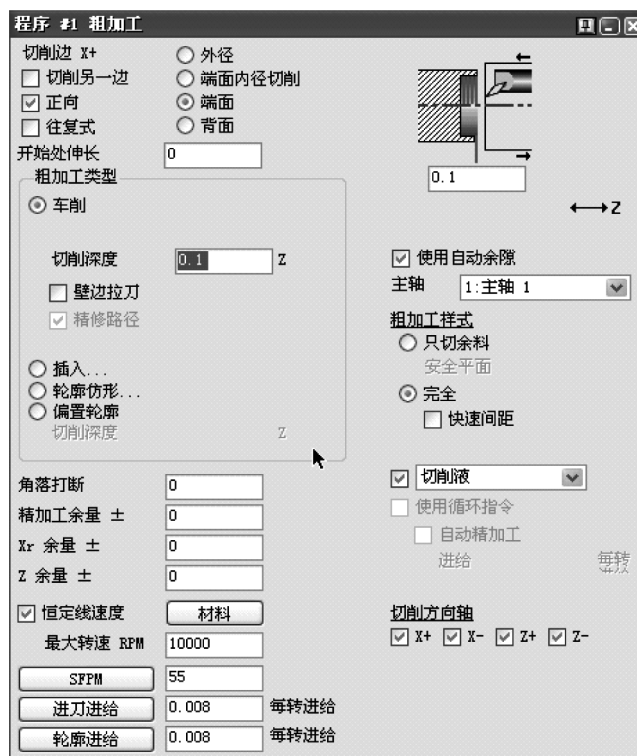 程序 #1 粗加工
切削边 X+
切削另一边
正向
往复式
外径
端面内径切削
端面
背面
开始处伸长 0
粗加工类型
车削
切削深度 0.1 Z
壁边拉刀
精修路径
插入...
轮廓仿形...
偏置轮廓
切削深度 Z
角落打断 0
精加工余量 ± 0
Xr 余量 ± 0
Z 余量 ± 0
恒定线速度 材料
最大转速 RPM 10000
SFPM 55
进刀进给 0.008 每转进给
轮廓进给 0.008 每转进给
0.1
Z
使用自动余隙
主轴 1:主轴 1
粗加工样式
只切余料
安全平面
完全
快速间距
切削液
使用循环指令
自动精加工
进给 每转
切削方向轴
X+ X- Z+ Z-